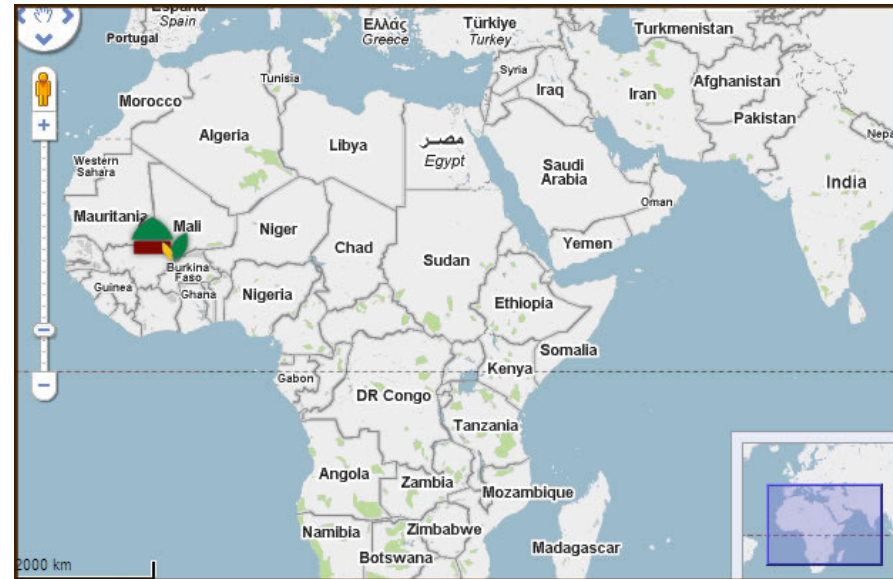 España
Spain
Portugal
Ελλάς
Greece
Türkiye
Turkey
Turkmenistan
Syria
Iraq
Iran
Afghanistan
Pakistan
Tunisia
Morocco
Algeria
Libya
مصر
Egypt
Western
Sahara
Saudi
Arabia
Oman
India
Mauritania
Mali
Niger
Chad
Sudan
Yemen
Burkina
Faso
Guinea
Ghana
Nigeria
Ethiopia
Somalia
Gabon
DR Congo
Kenya
Tanzania
Angola
Zambia
Mozambique
Namibia
Zimbabwe
Botswana
Madagascar
2000 km